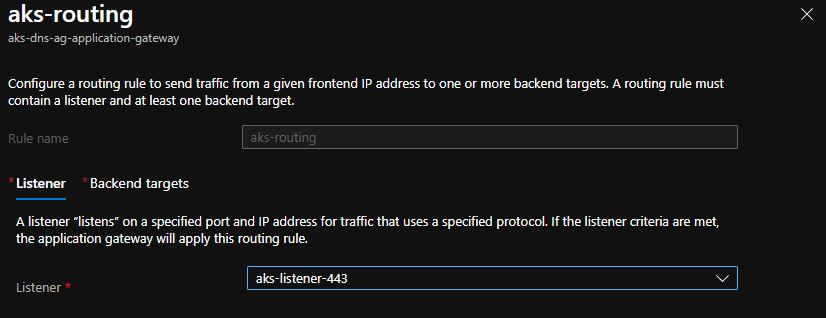 aks-routing
aks-dns-ag-application-gateway
Configure a routing rule to send traffic from a given frontend IP address to one or more backend targets. A routing rule must
contain a listener and at least one backend target.
Rule name
aks-routing
* Listener * Backend targets
A listener “listens” on a specified port and IP address for traffic that uses a specified protocol. If the listener criteria are met,
the application gateway will apply this routing rule.
Listener *
aks-listener-443